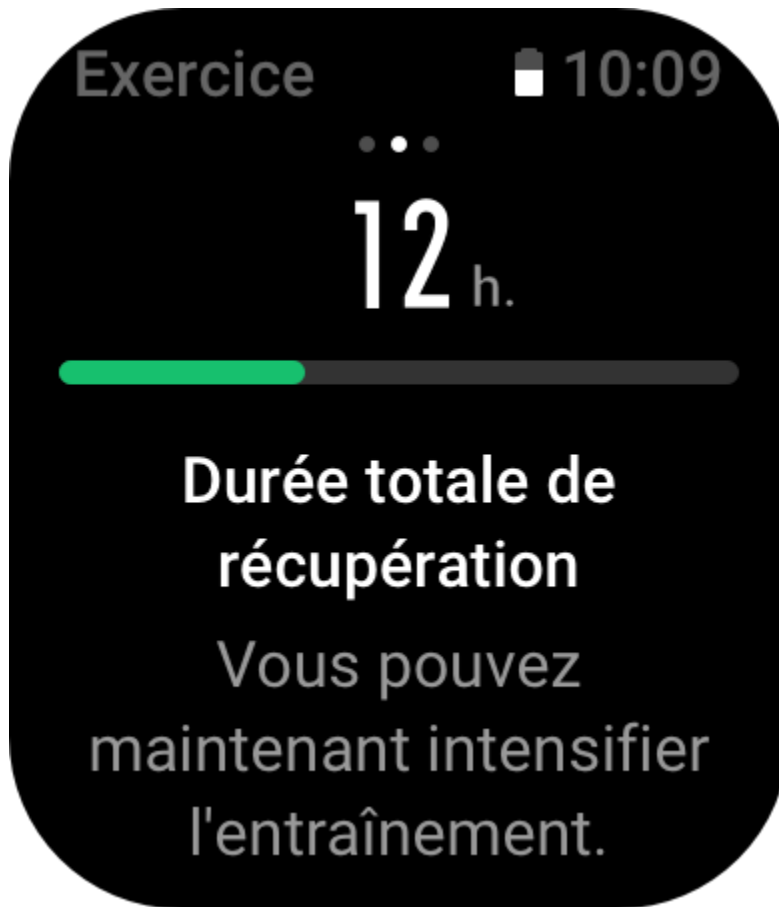 Exercice 10:09
12 h.
Durée totale de
récupération
Vous pouvez
maintenant intensifier
l'entraînement.